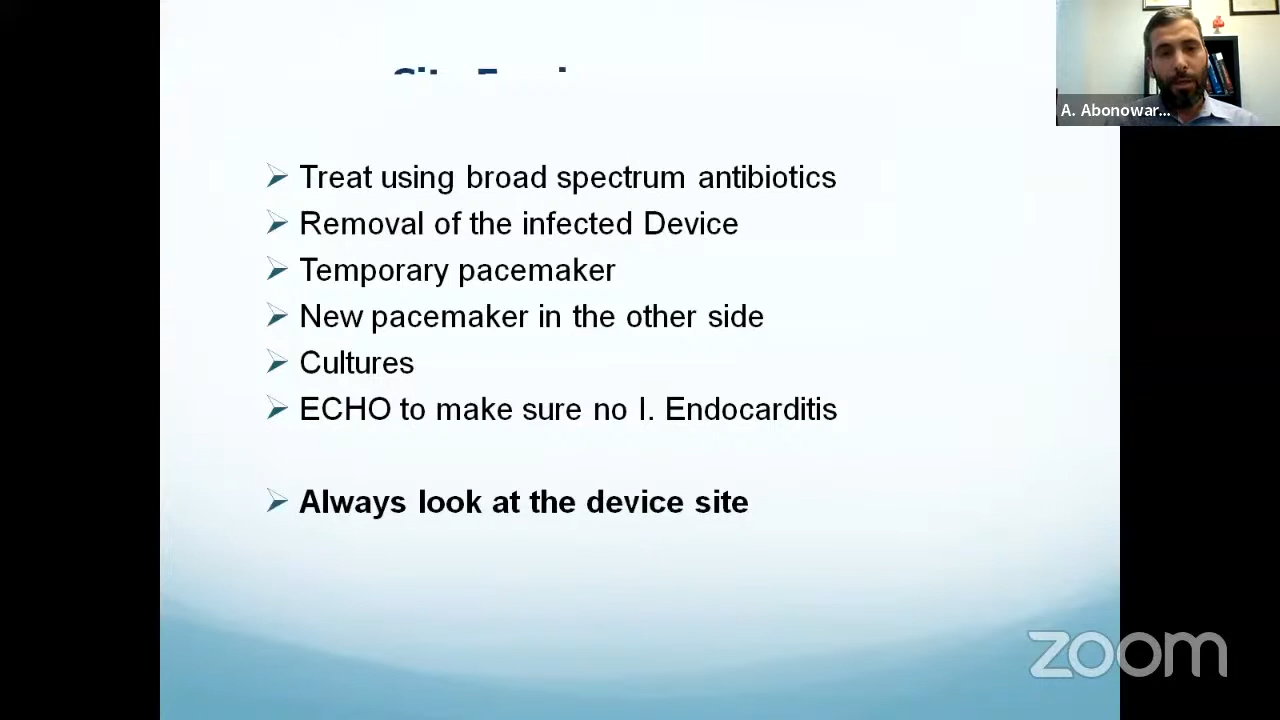 A. Abonowar...
Treat using broad spectrum antibiotics
Removal of the infected Device
Temporary pacemaker
New pacemaker in the other side
Cultures
ECHO to make sure no I. Endocarditis
Always look at the device site
zoom